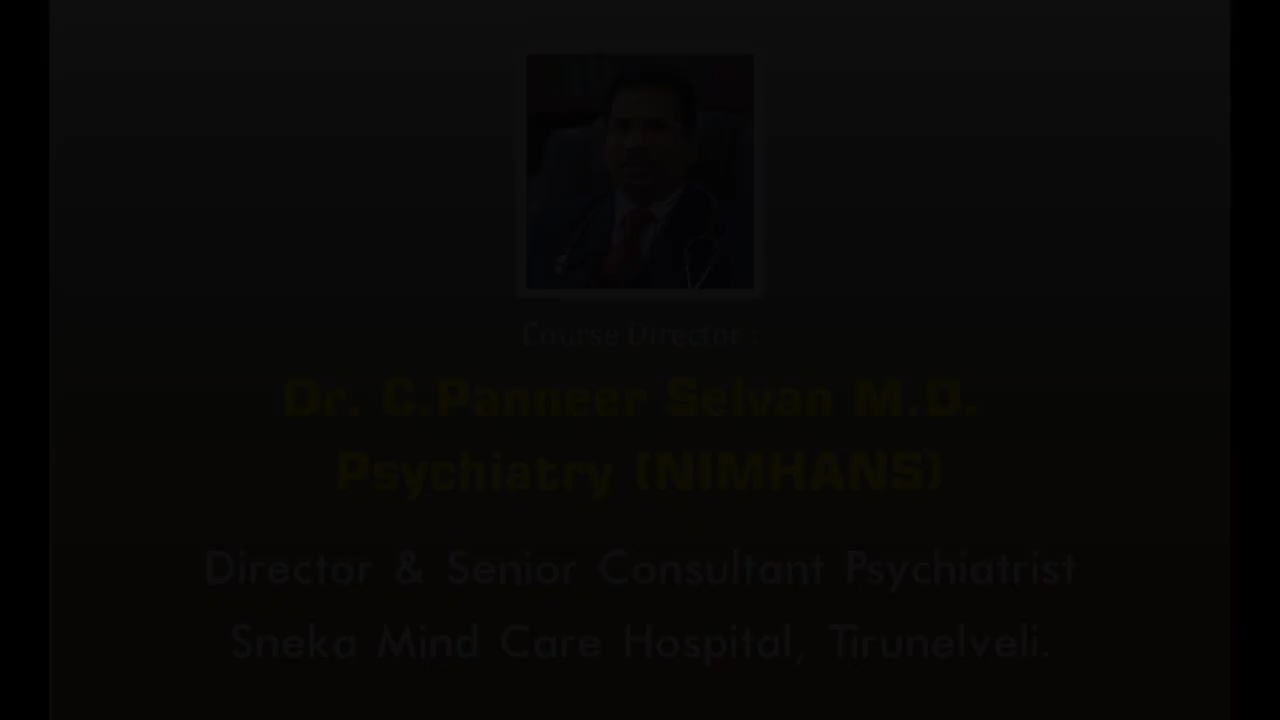 Course Director :
Dr. C.Panneer Selvan M.D.
Psychiatry (NIMHANS)
Director & Senior Consultant Psychiatrist
Sneka Mind Care Hospital, Tirunelveli.